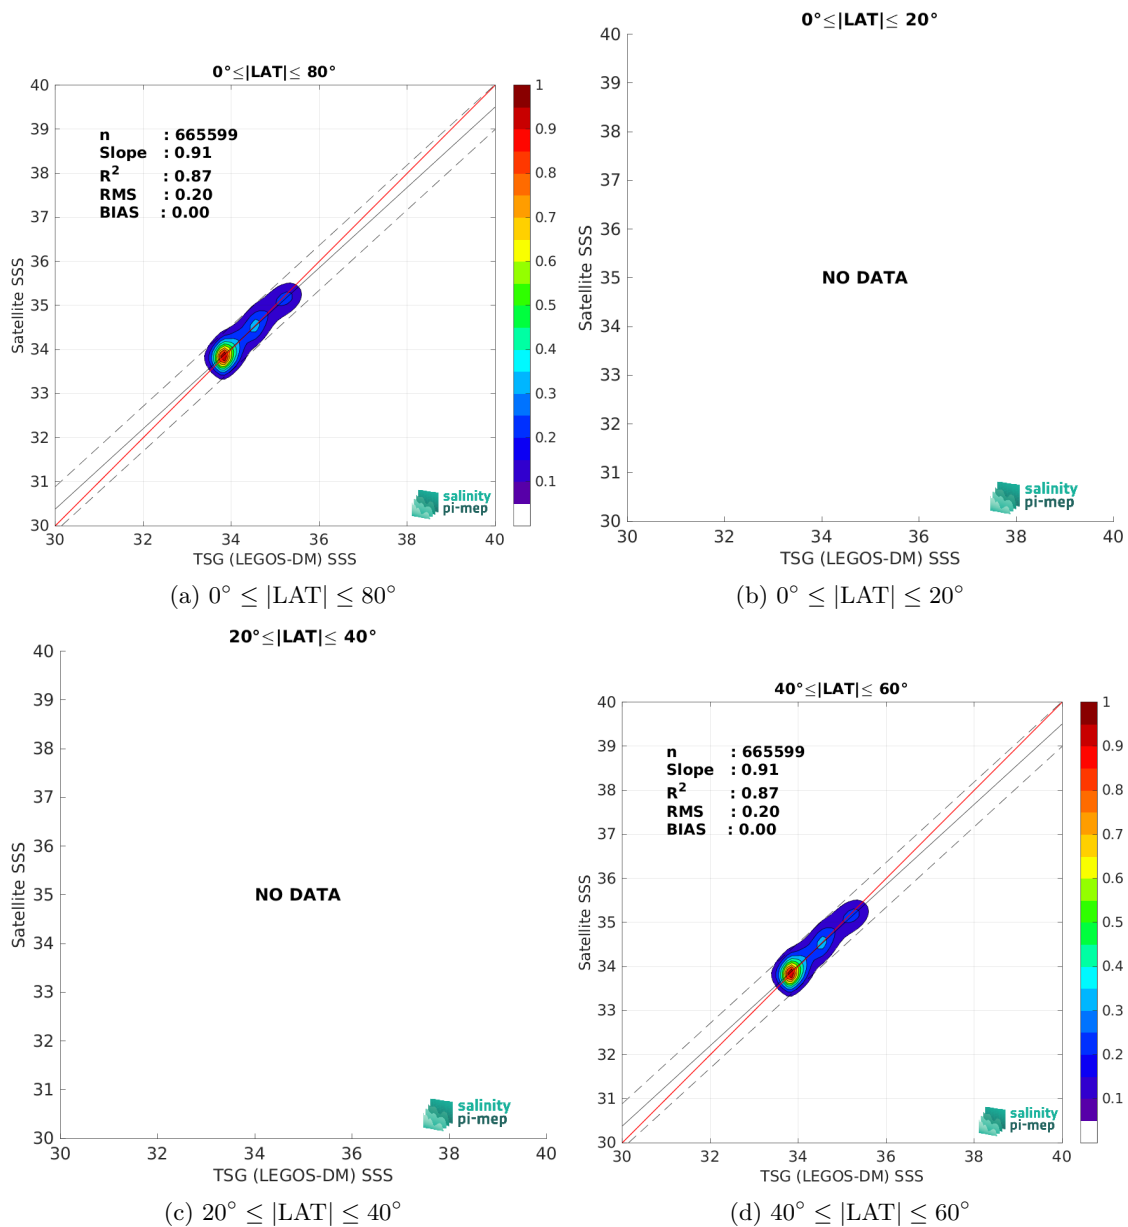 0°≤|LAT|≤ 80°
40
39
38
37
36
35
34
33
32
31
30
Satellite SSS
n : 665599
Slope : 0.91
R² : 0.87
RMS : 0.20
BIAS : 0.00
salinity
pi-mep
30 32 34 36 38 40
TSG (LEGOS-DM) SSS
1
0.9
0.8
0.7
0.6
0.5
0.4
0.3
0.2
0.1
(a) 0° ≤ |LAT| ≤ 80°
0°≤|LAT|≤ 20°
40
39
38
37
36
35
34
33
32
31
30
Satellite SSS
NO DATA
salinity
pi-mep
30 32 34 36 38 40
TSG (LEGOS-DM) SSS
(b) 0° ≤ |LAT| ≤ 20°
20°≤|LAT|≤ 40°
40
39
38
37
36
35
34
33
32
31
30
Satellite SSS
NO DATA
salinity
pi-mep
30 32 34 36 38 40
TSG (LEGOS-DM) SSS
(c) 20° ≤ |LAT| ≤ 40°
40°≤|LAT|≤ 60°
40
39
38
37
36
35
34
33
32
31
30
Satellite SSS
n : 665599
Slope : 0.91
R² : 0.87
RMS : 0.20
BIAS : 0.00
salinity
pi-mep
30 32 34 36 38 40
TSG (LEGOS-DM) SSS
1
0.9
0.8
0.7
0.6
0.5
0.4
0.3
0.2
0.1
(d) 40° ≤ |LAT| ≤ 60°